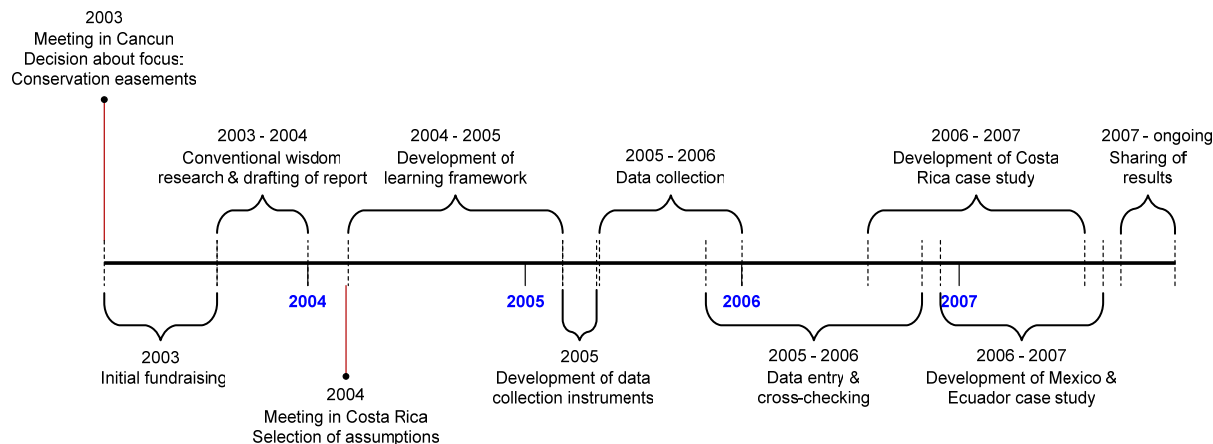 2003
Meeting in Cancun
Decision about focus:
Conservation easements
2003 - 2004
Conventional wisdom
research & drafting of report
2004 - 2005
Development of
learning framework
2005 - 2006
Data collection
2006 - 2007
Development of Costa
Rica case study
2007 - ongoing
Sharing of
results
2004
2005
2006
2007
2003
Initial fundraising
2004
Meeting in Costa Rica
Selection of assumptions
2005
Development of data
collection instruments
2005 - 2006
Data entry &
cross-checking
2006 - 2007
Development of Mexico &
Ecuador case study